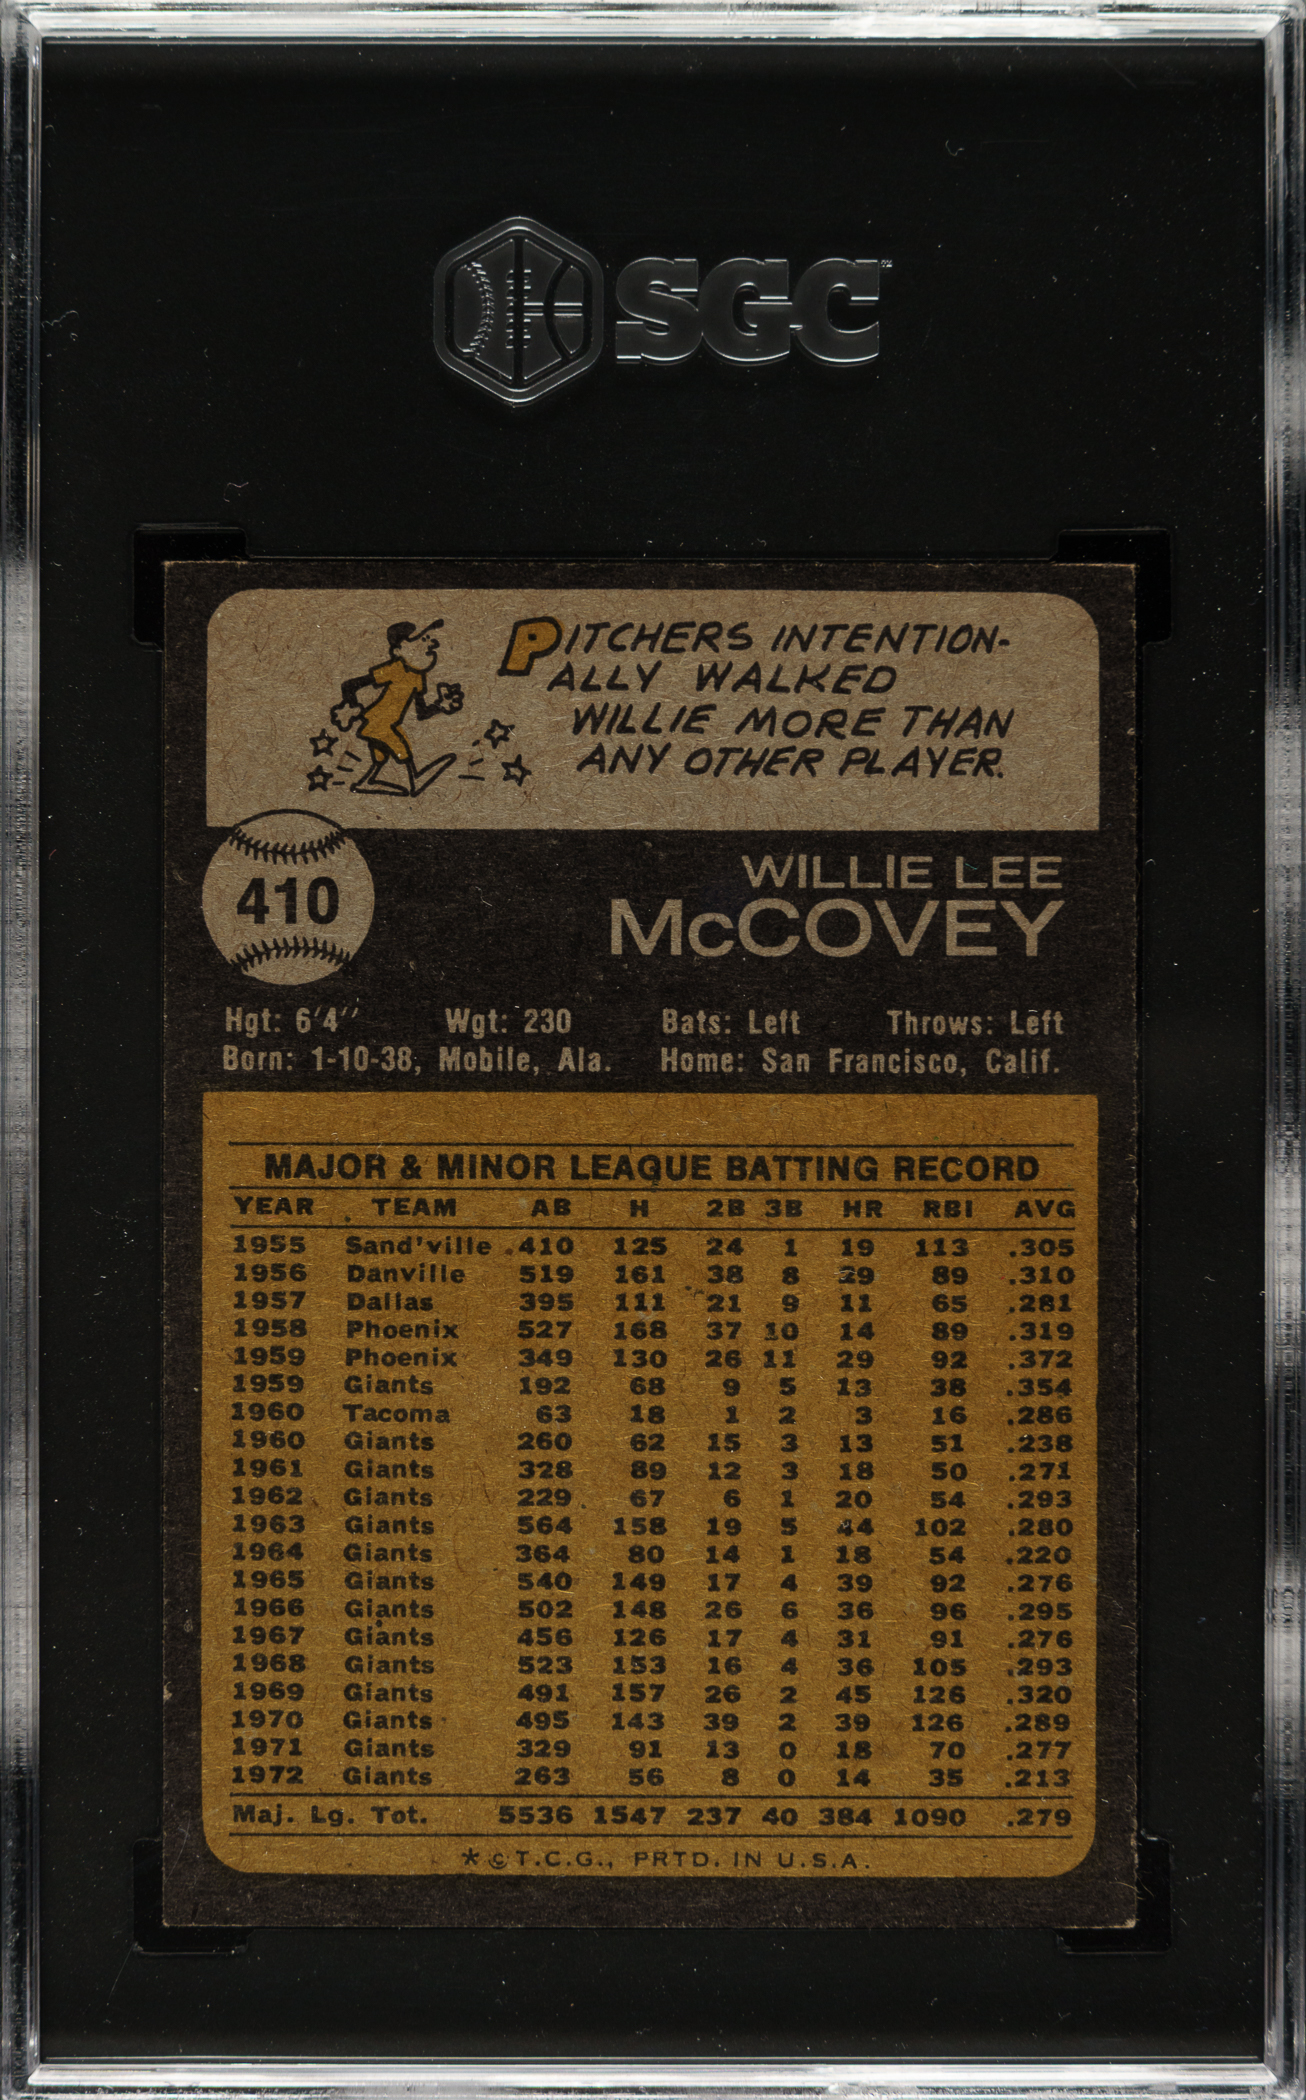 SGC
PITCHERS INTENTION-
ALLY WALKED
WILLIE MORE THAN
ANY OTHER PLAYER.
410
WILLIE LEE
McCOVEY
Hgt: 6'4'' Wgt: 230 Bats: Left Throws: Left
Born: 1-10-38, Mobile, Ala. Home: San Francisco, Calif.
MAJOR & MINOR LEAGUE BATTING RECORD
YEAR TEAM AB H 2B 3B HR RBI AVG
1955 Sand'ville 410 125 24 1 19 113 .305
1956 Danville 519 161 38 8 29 89 .310
1957 Dallas 395 111 21 9 11 65 .281
1958 Phoenix 527 168 37 10 14 89 .319
1959 Phoenix 349 130 26 11 29 92 .372
1959 Giants 192 68 9 5 13 38 .354
1960 Tacoma 63 18 1 2 3 16 .286
1960 Giants 260 62 15 3 13 51 .238
1961 Giants 328 89 12 3 18 50 .271
1962 Giants 229 67 6 1 20 54 .293
1963 Giants 564 158 19 5 44 102 .280
1964 Giants 364 80 14 1 18 54 .220
1965 Giants 540 149 17 4 39 92 .276
1966 Giants 502 148 26 6 36 96 .295
1967 Giants 456 126 17 4 31 91 .276
1968 Giants 523 153 16 4 36 105 .293
1969 Giants 491 157 26 2 45 126 .320
1970 Giants 495 143 39 2 39 126 .289
1971 Giants 329 91 13 0 18 70 .277
1972 Giants 263 56 8 0 14 35 .213
Maj. Lg. Tot. 5536 1547 237 40 384 1090 .279
*©T.C.G., PRTD. IN U.S.A.